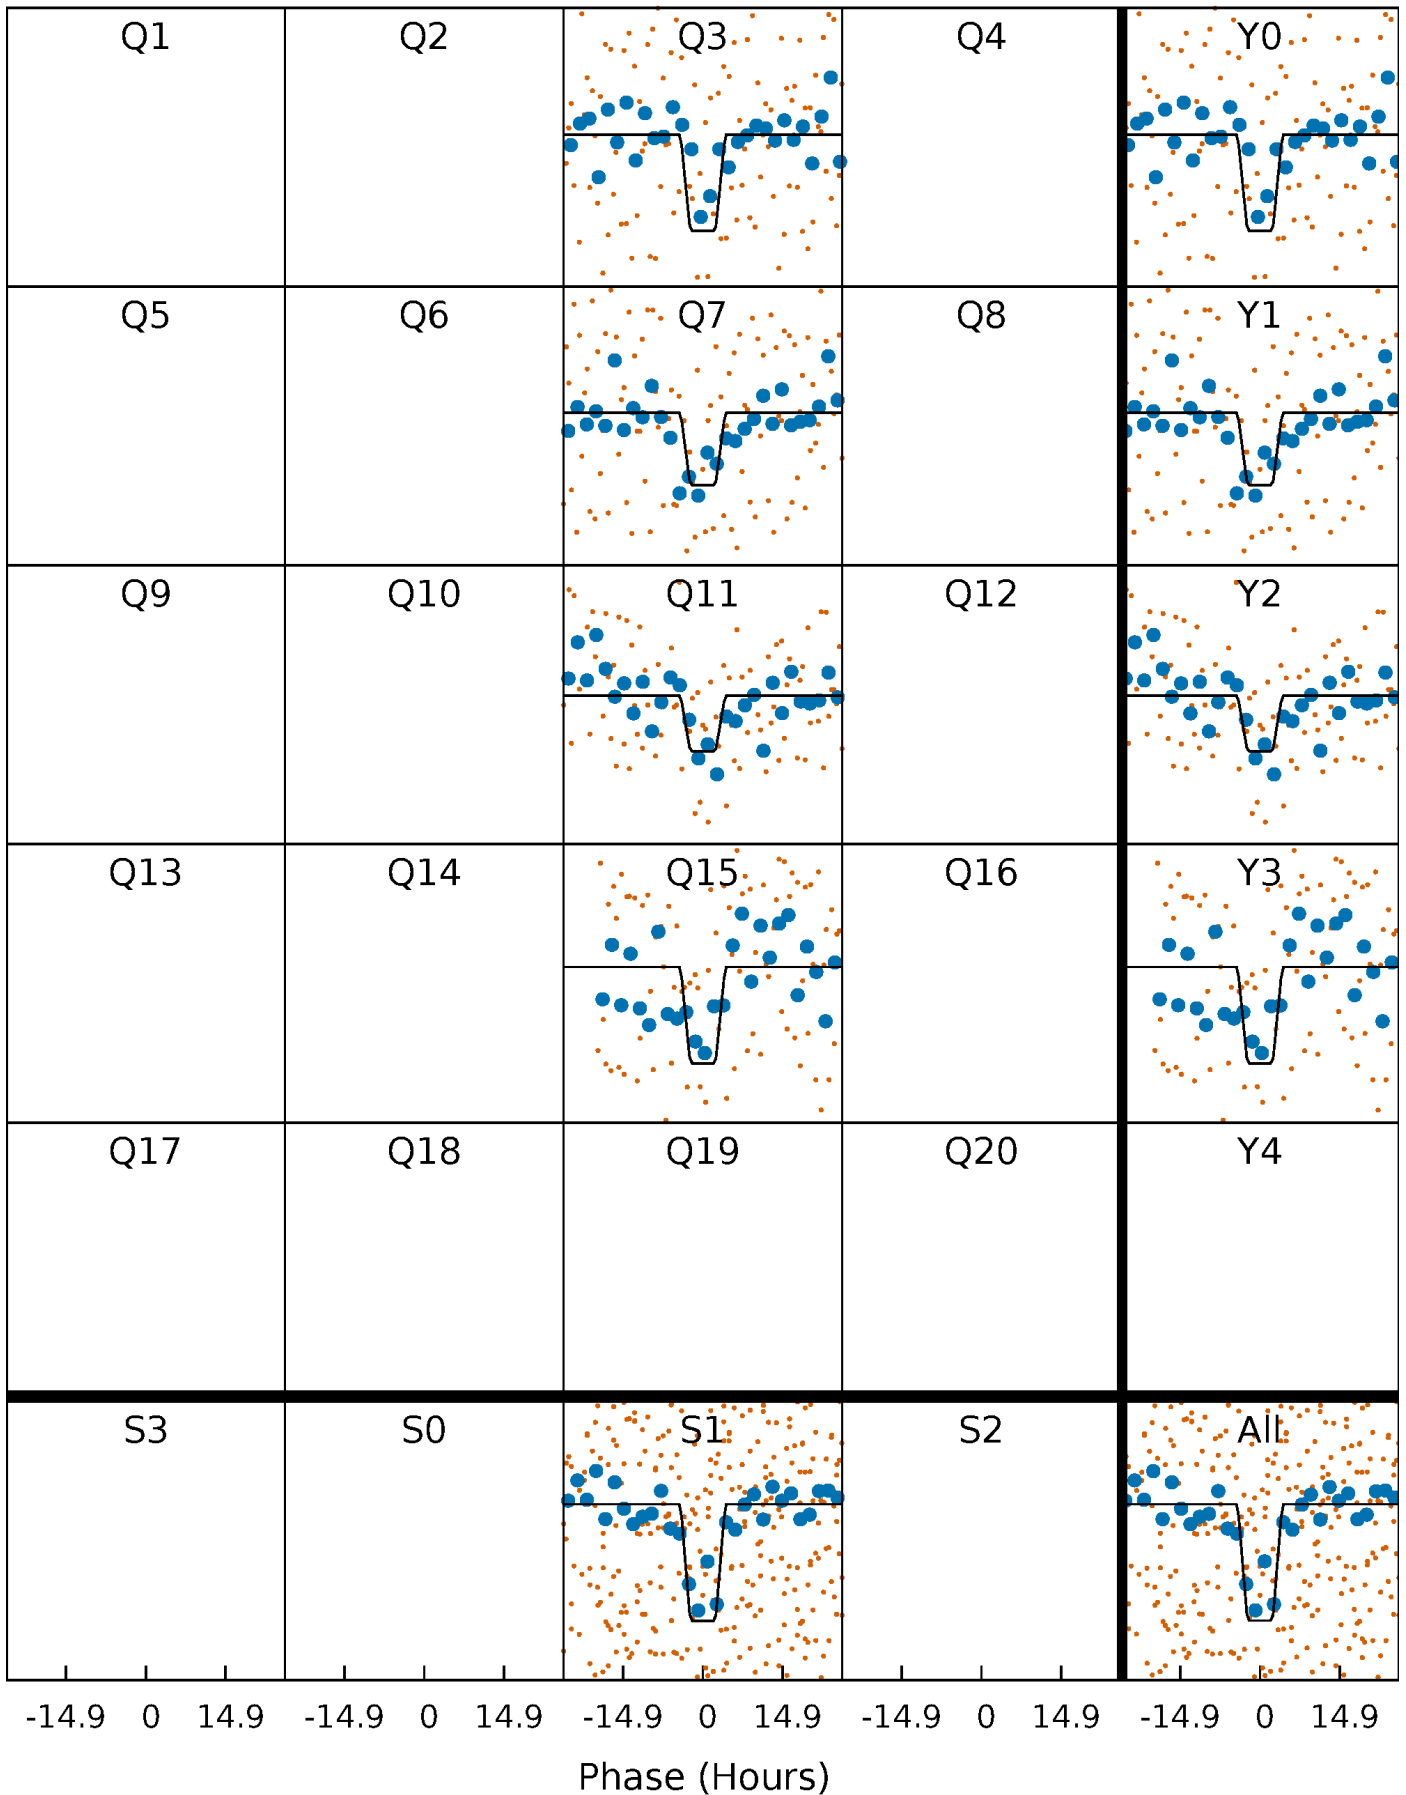 Q1 Q2 Q3 Q4 Y0
Q5 Q6 Q7 Q8 Y1
Q9 Q10 Q11 Q12 Y2
Q13 Q14 Q15 Q16 Y3
Q17 Q18 Q19 Q20 Y4
S3 S0 S1 S2 All
-14.9 0 14.9 -14.9 0 14.9 -14.9 0 14.9 -14.9 0 14.9 -14.9 0 14.9
Phase (Hours)